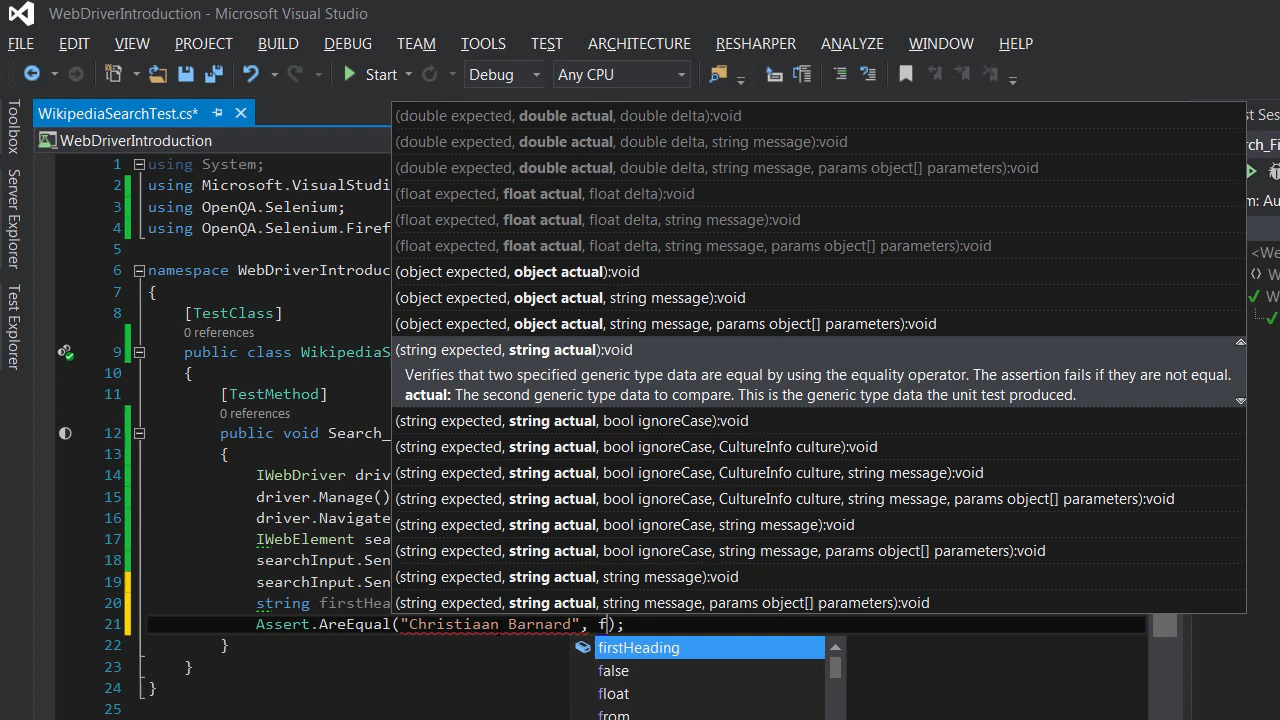 WebDriverIntroduction - Microsoft Visual Studio
FILE EDIT VIEW PROJECT BUILD DEBUG TEAM TOOLS TEST ARCHITECTURE RESHARPER ANALYZE WINDOW HELP
Start Debug Any CPU
Toolbox
Server Explorer
Test Explorer
WikipediaSearchTest.cs*
WebDriverIntroduction
(double expected, double actual, double delta):void
(double expected, double actual, double delta, string message):void
(double expected, double actual, double delta, string message, params object[] parameters):void
(float expected, float actual, float delta):void
(float expected, float actual, float delta, string message):void
(float expected, float actual, float delta, string message, params object[] parameters):void
(object expected, object actual):void
(object expected, object actual, string message):void
(object expected, object actual, string message, params object[] parameters):void
(string expected, string actual):void
Verifies that two specified generic type data are equal by using the equality operator. The assertion fails if they are not equal.
actual: The second generic type data to compare. This is the generic type data the unit test produced.
(string expected, string actual, bool ignoreCase):void
(string expected, string actual, bool ignoreCase, CultureInfo culture):void
(string expected, string actual, bool ignoreCase, CultureInfo culture, string message):void
(string expected, string actual, bool ignoreCase, CultureInfo culture, string message, params object[] parameters):void
(string expected, string actual, bool ignoreCase, string message):void
(string expected, string actual, bool ignoreCase, string message, params object[] parameters):void
(string expected, string actual, string message):void
(string expected, string actual, string message, params object[] parameters):void
1 using System;
2 using Microsoft.VisualStudi
3 using OpenQA.Selenium;
4 using OpenQA.Selenium.Firef
5
6 namespace WebDriverIntroduc
7 {
8 [TestClass]
0 references
9 public class WikipediaS
10 {
11 [TestMethod]
0 references
12 public void Search_
13 {
14 IWebDriver driv
15 driver.Manage()
16 driver.Navigate
17 IWebElement sea
18 searchInput.Sen
19 searchInput.Sen
20 string firstHea
21 Assert.AreEqual("Christiaan Barnard", f);
22 }
23 }
24 }
25
firstHeading
false
float
from